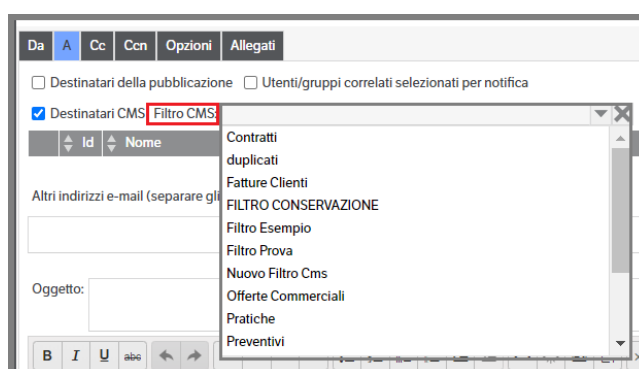 Da A Cc Ccn Opzioni Allegati
Destinatari della pubblicazione Utenti/gruppi correlati selezionati per notifica
Destinatari CMS Filtro CMS:
Id Nome
Contratti
duplicati
Fatture Clienti
FILTRO CONSERVAZIONE
Filtro Esempio
Filtro Prova
Nuovo Filtro Cms
Offerte Commerciali
Pratiche
Preventivi
Altri indirizzi e-mail (separare gli
Oggetto:
B I U abc